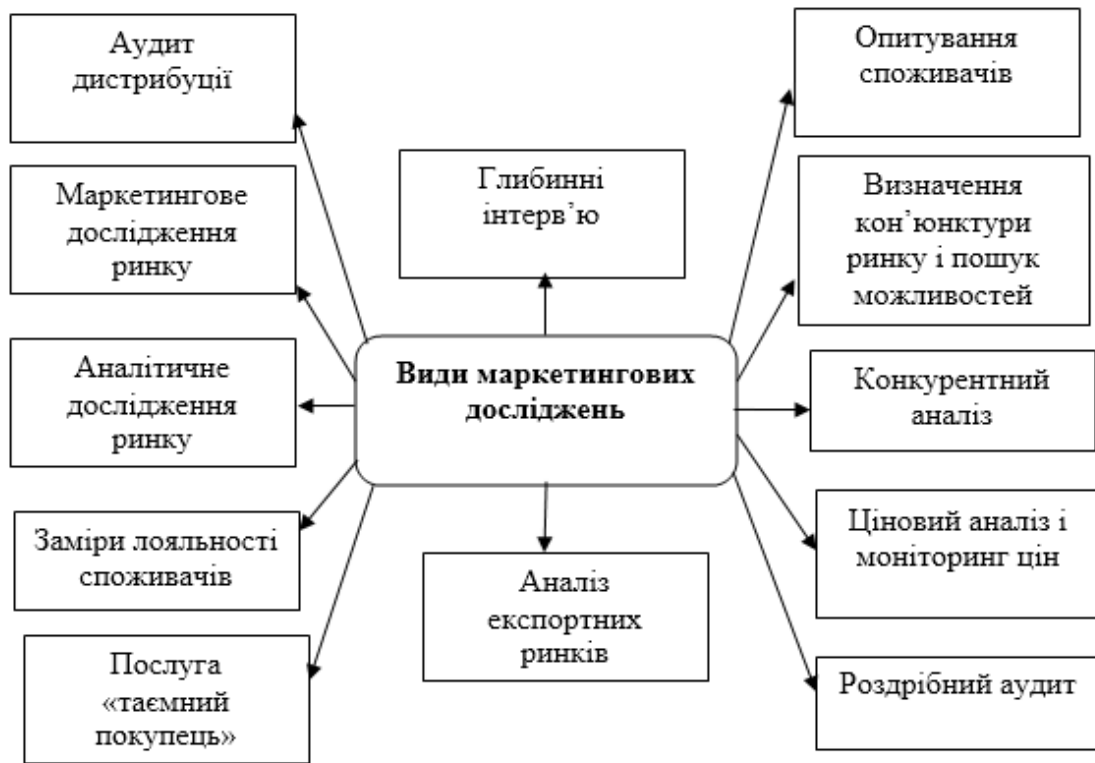 Аудит
дистрибуції
Маркетингове
дослідження
ринку
Аналітичне
дослідження
ринку
Заміри лояльності
споживачів
Послуга
«таємний
покупець»
Глибинні
інтерв’ю
Види маркетингових
досліджень
Аналіз
експортних
ринків
Опитування
споживачів
Визначення
кон’юнктури
ринку і пошук
можливостей
Конкурентний
аналіз
Ціновий аналіз і
моніторинг цін
Роздрібний аудит